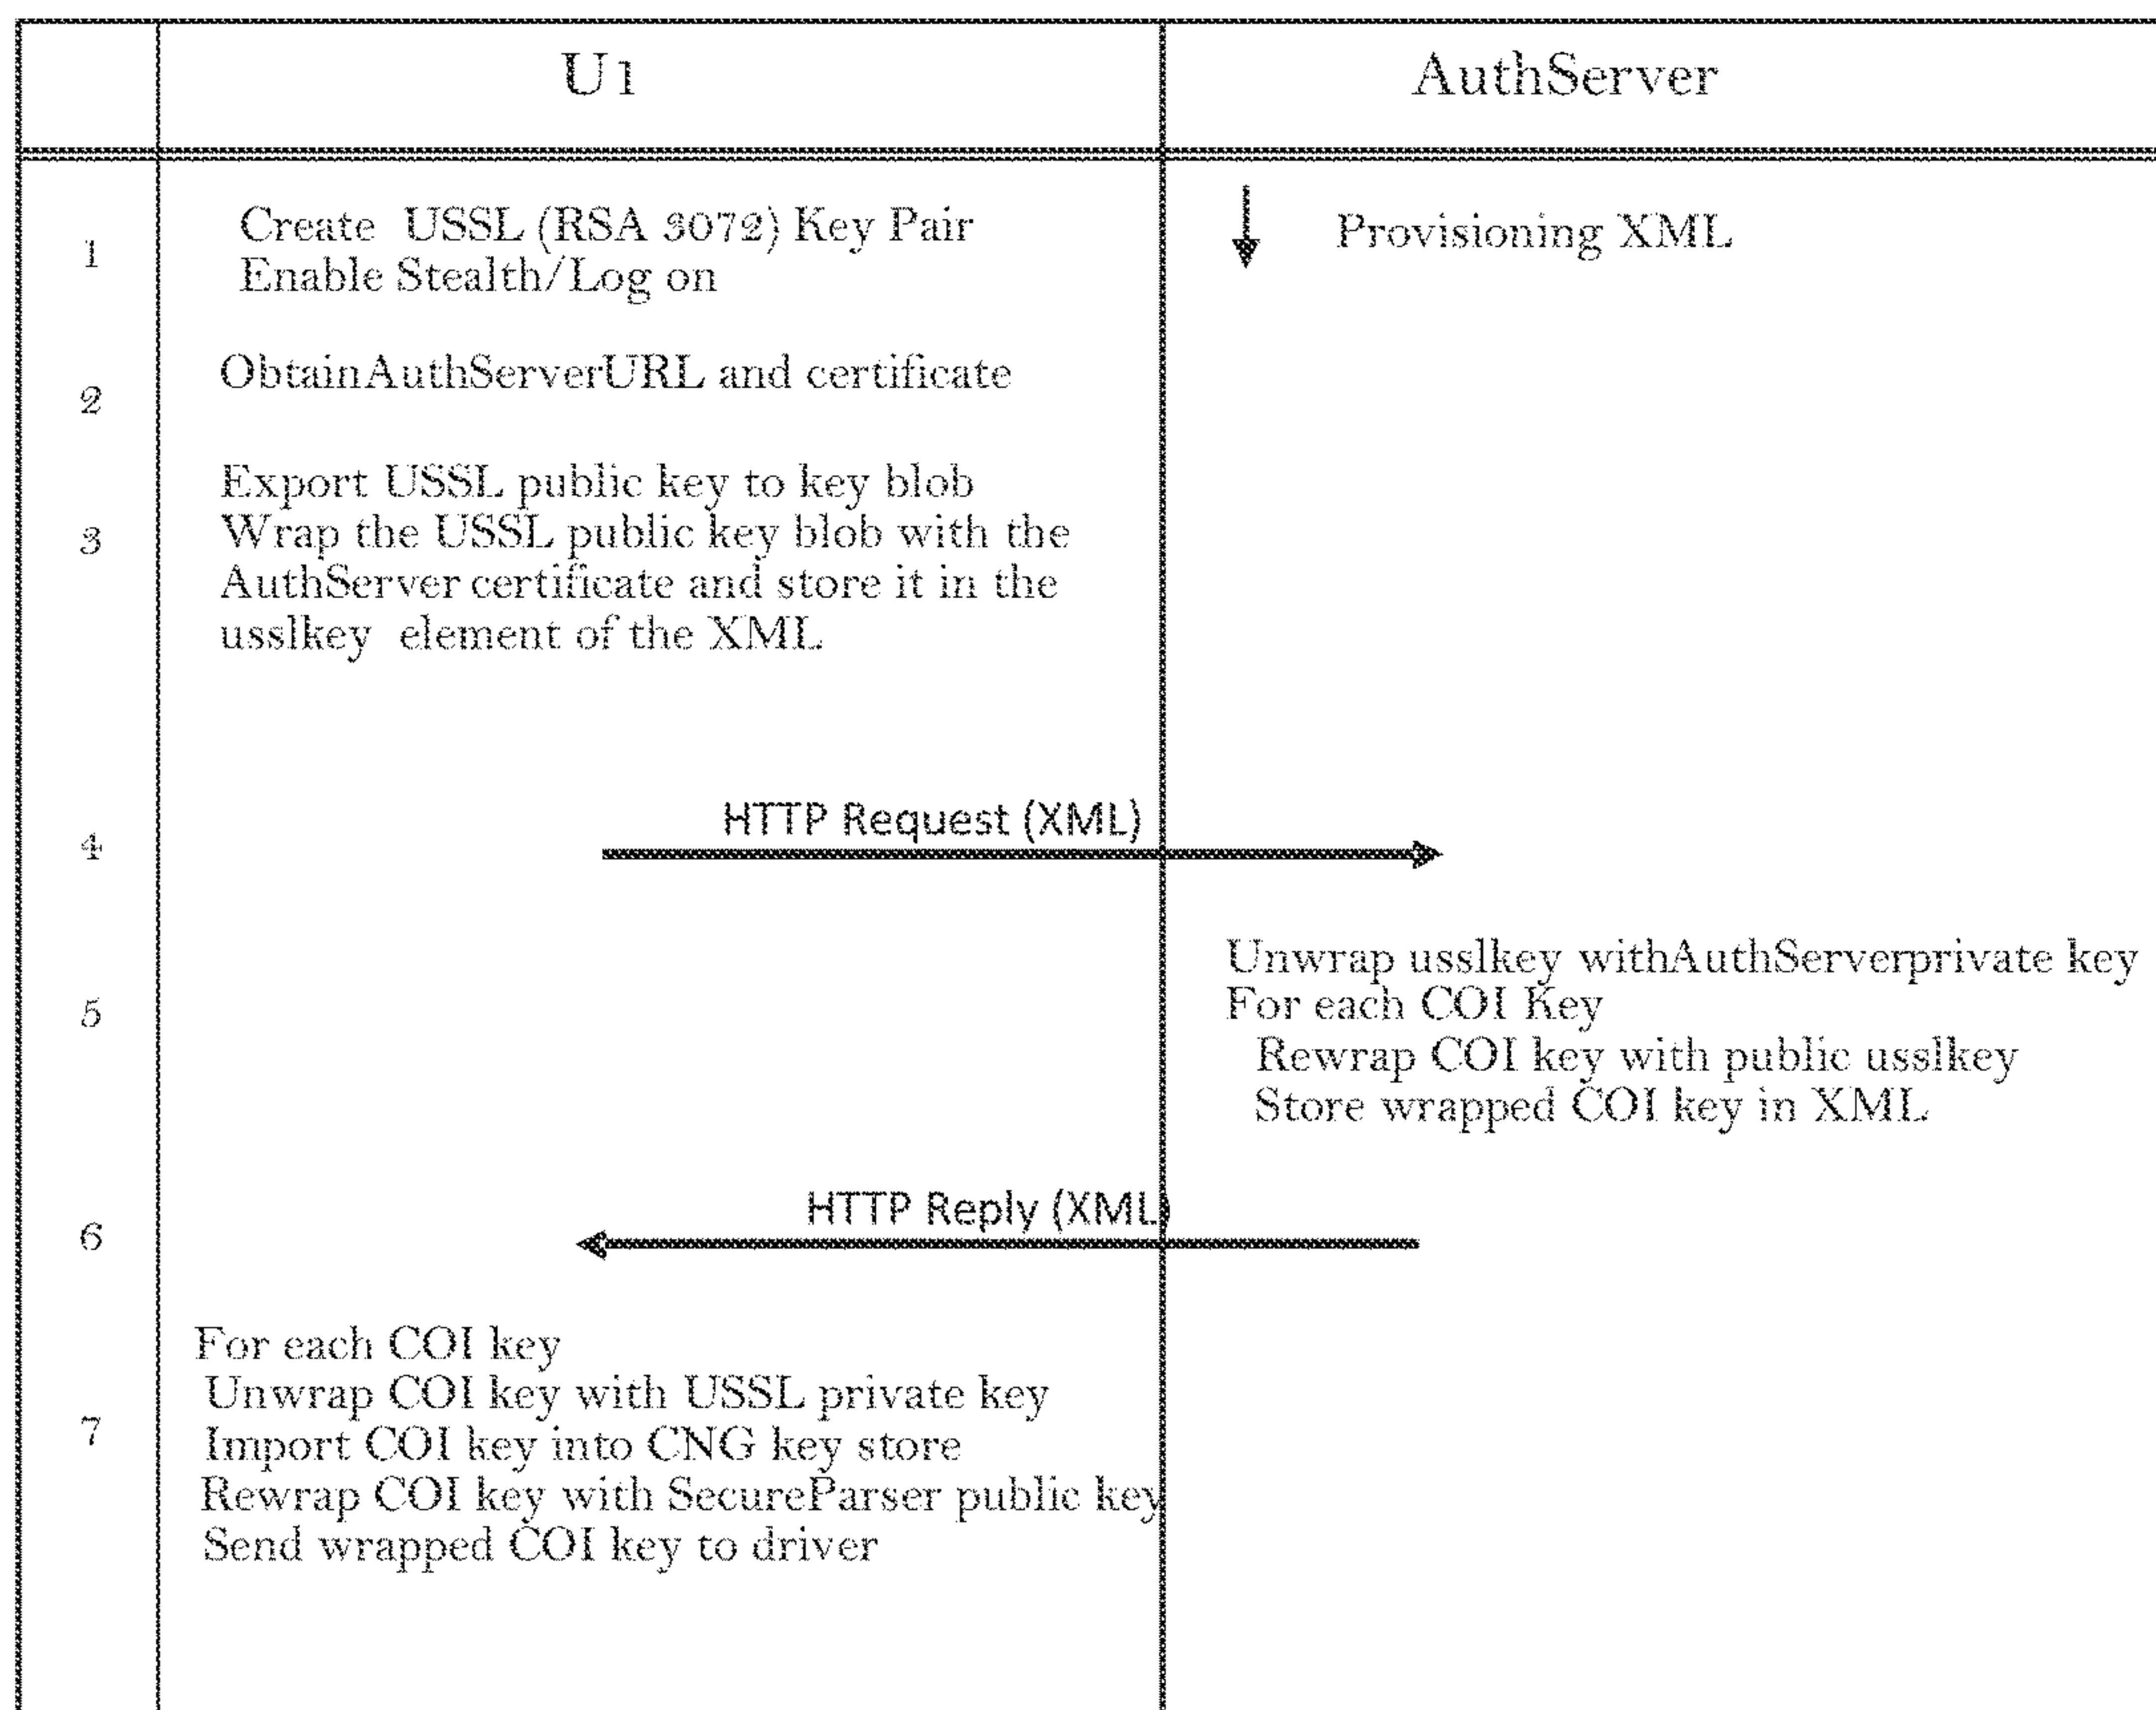 U1
AuthServer
1
Create USSL (RSA 3072) Key Pair
Enable Stealth/Log on
Provisioning XML
2
ObtainAuthServerURL and certificate
3
Export USSL public key to key blob
Wrap the USSL public key blob with the
AuthServer certificate and store it in the
usslkey element of the XML
4
HTTP Request (XML)
5
Unwrap usslkey withAuthServerprivate key
For each COI Key
Rewrap COI key with public usslkey
Store wrapped COI key in XML
6
HTTP Reply (XML)
7
For each COI key
Unwrap COI key with USSL private key
Import COI key into CNG key store
Rewrap COI key with SecureParser public key
Send wrapped COI key to driver